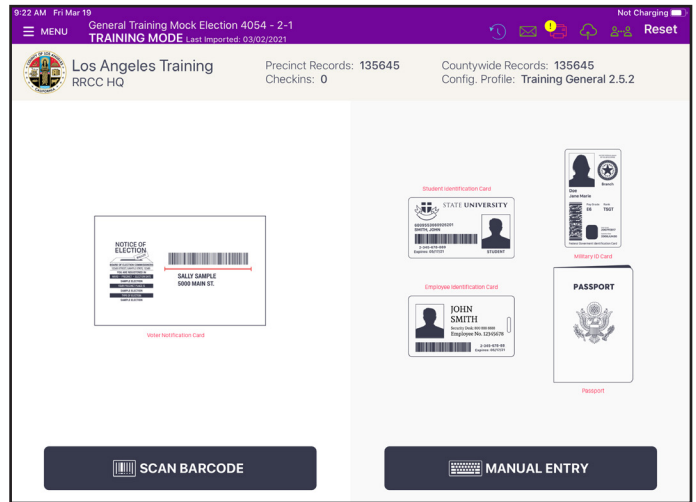 9:22 AM Fri Mar 19
Not Charging
MENU
General Training Mock Election 4054 - 2-1
TRAINING MODE Last Imported: 03/02/2021
Reset
Los Angeles Training
RRCC HQ
Precinct Records: 135645
Checkins: 0
Countywide Records: 135645
Config. Profile: Training General 2.5.2
NOTICE OF
ELECTION
SALLY SAMPLE
5000 MAIN ST.
Voter Notification Card
Student Identification Card
STATE UNIVERSITY
SMITH, JOHN
STUDENT
Employee Identification Card
JOHN
SMITH
Employee No. 12345678
Doe
Jane Marie
Branch
Military ID Card
PASSPORT
Passport
SCAN BARCODE
MANUAL ENTRY